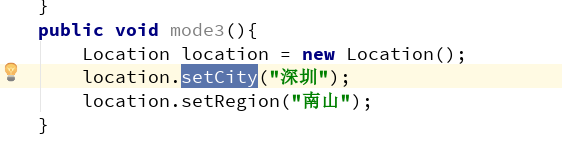 }
public void mode3(){
Location location = new Location();
location.setCity("深圳");
location.setRegion("南山");
}